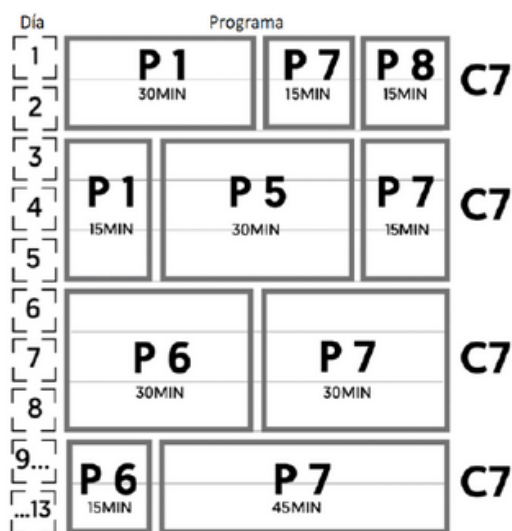 Día Programa
1 P 1 P 7 P 8 C7
2 30MIN 15MIN 15MIN
3
4 P 1 P 5 P 7 C7
5 15MIN 30MIN 15MIN
6
7 P 6 P 7 C7
8 30MIN 30MIN
9... P 6 P 7 C7
...13 15MIN 45MIN